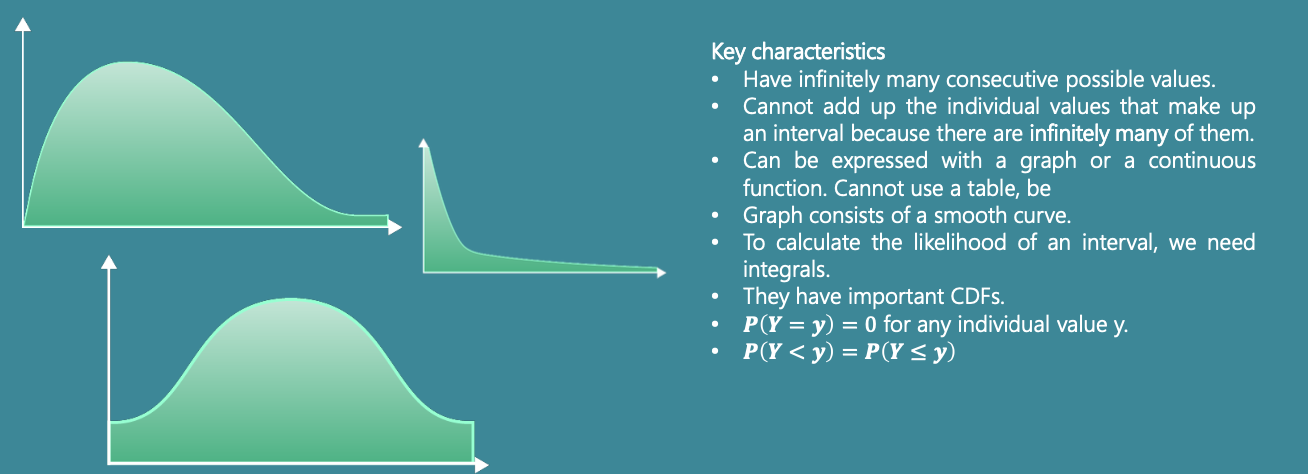 Key characteristics
• Have infinitely many consecutive possible values.
• Cannot add up the individual values that make up
an interval because there are infinitely many of them.
• Can be expressed with a graph or a continuous
function. Cannot use a table, be
• Graph consists of a smooth curve.
• To calculate the likelihood of an interval, we need
integrals.
• They have important CDFs.
• P(Y = y) = 0 for any individual value y.
• P(Y < y) = P(Y ≤ y)